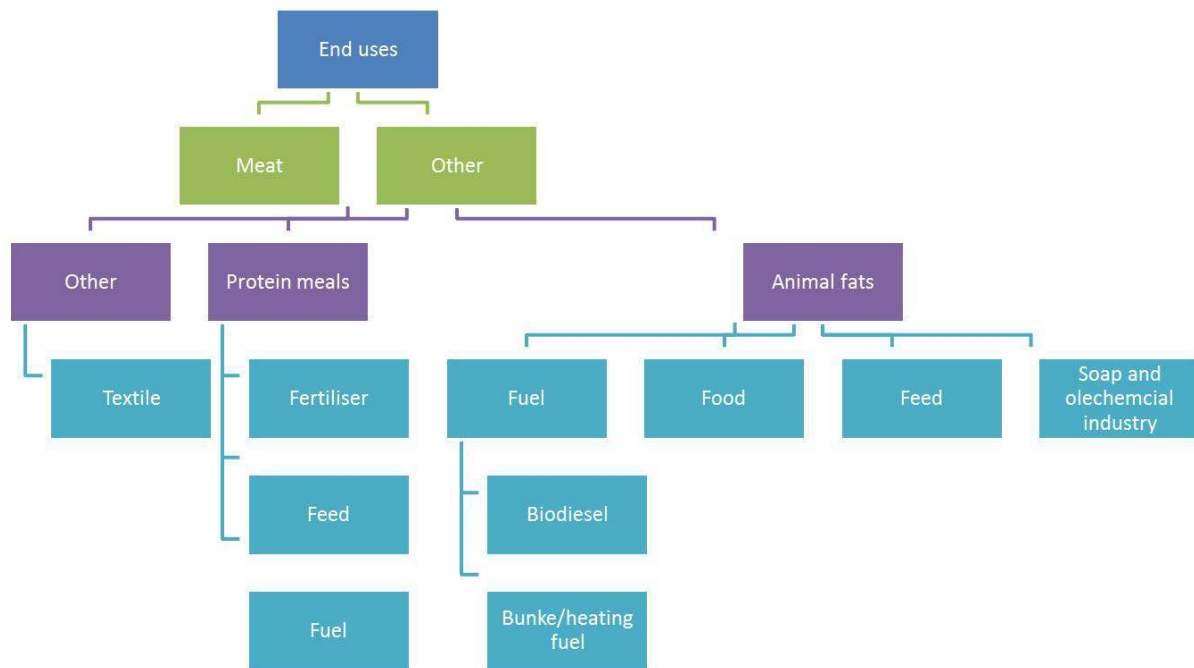 End uses
Meat
Other
Other
Protein meals
Animal fats
Textile
Fertiliser
Fuel
Food
Feed
Soap and
olechemcial
industry
Feed
Biodiesel
Fuel
Bunke/heating
fuel